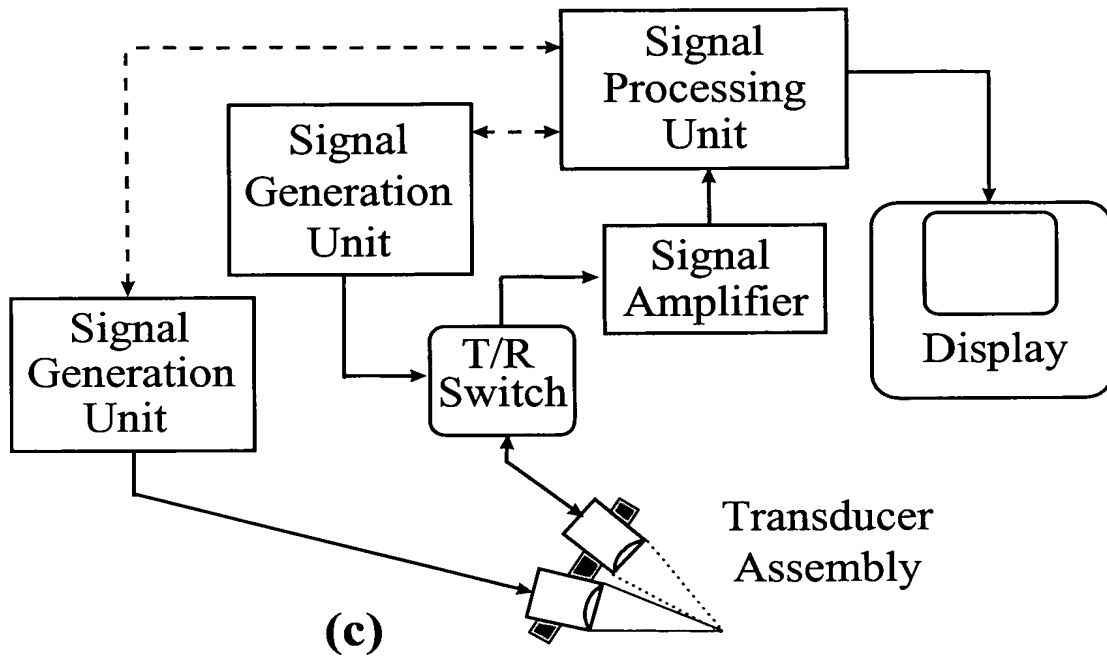 Signal
Processing
Unit
Signal
Generation
Unit
Signal
Amplifier
Signal
Generation
Unit
T/R
Switch
Display
Transducer
Assembly
(c)